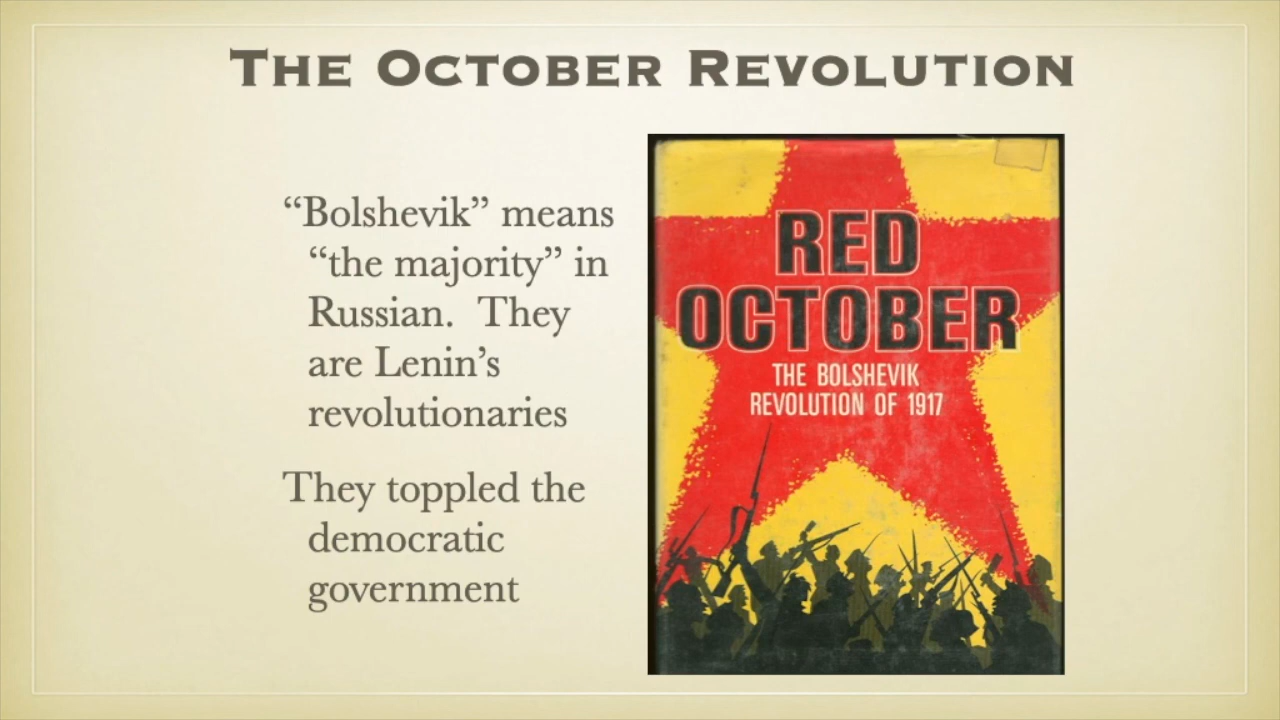 THE OCTOBER REVOLUTION
“Bolshevik” means
“the majority” in
Russian.  They
are Lenin’s
revolutionaries
They toppled the
democratic
government
RED
OCTOBER
THE BOLSHEVIK
REVOLUTION OF 1917